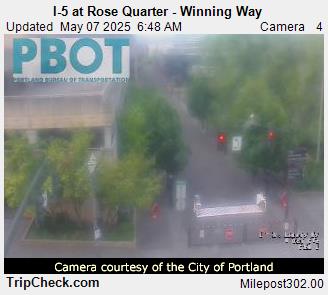 I-5 at Rose Quarter - Winning Way
Updated May 07 2025 6:48 AM Camera 4
PBOT
PORTLAND BUREAU OF TRANSPORTATION
Camera courtesy of the City of Portland
TripCheck.com Milepost302.00